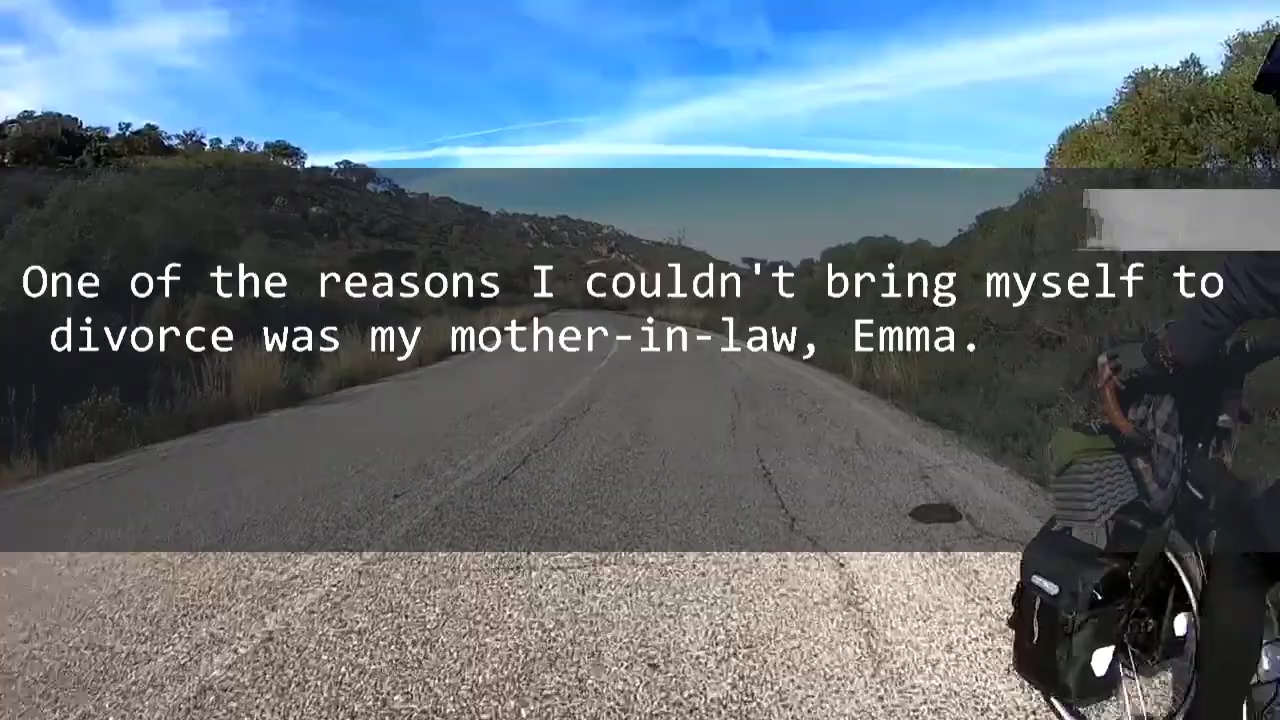 One of the reasons I couldn't bring myself to
divorce was my mother-in-law, Emma.